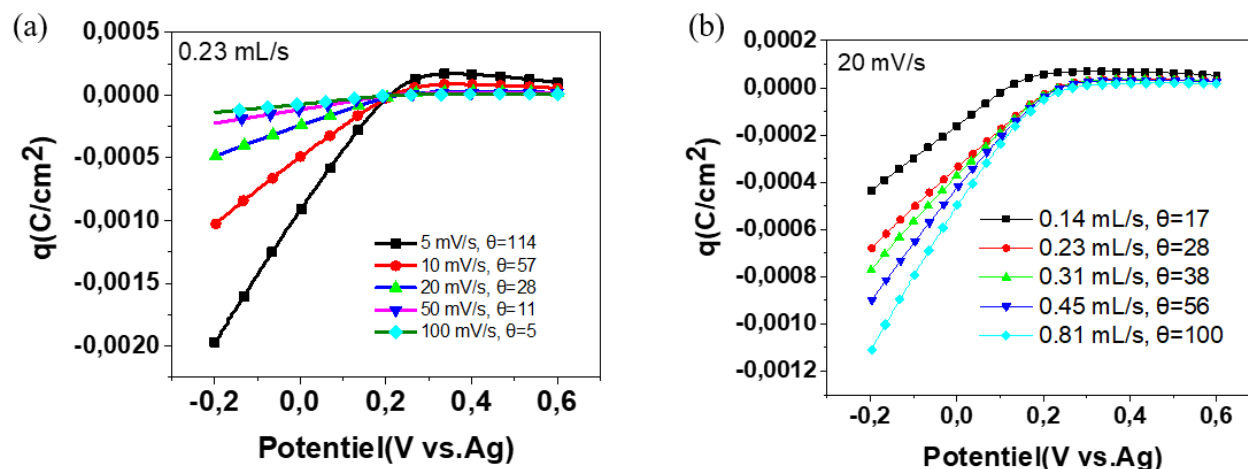 (a)
0.23 mL/s
0,0005
0,0000
-0,0005
-0,0010
-0,0015
-0,0020
q(C/cm²)
5 mV/s, θ=114
10 mV/s, θ=57
20 mV/s, θ=28
50 mV/s, θ=11
100 mV/s, θ=5
-0,2 0,0 0,2 0,4 0,6
Potentiel(V vs.Ag)
(b)
20 mV/s
0,0002
0,0000
-0,0002
-0,0004
-0,0006
-0,0008
-0,0010
-0,0012
q(C/cm²)
0.14 mL/s, θ=17
0.23 mL/s, θ=28
0.31 mL/s, θ=38
0.45 mL/s, θ=56
0.81 mL/s, θ=100
-0,2 0,0 0,2 0,4 0,6
Potentiel(V vs.Ag)